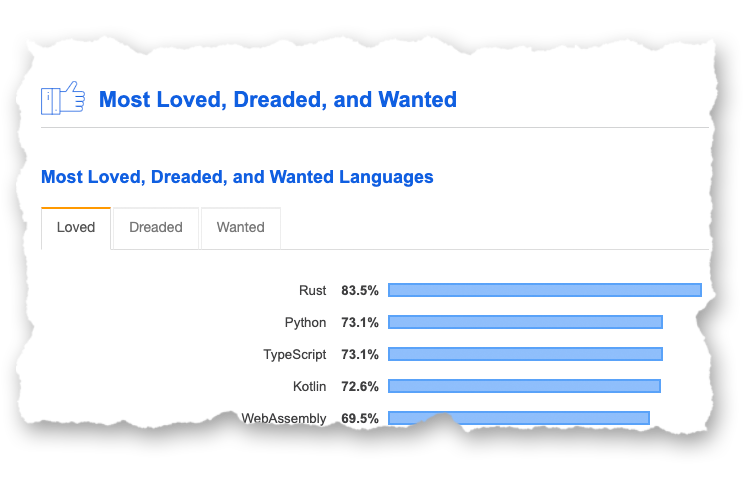 Most Loved, Dreaded, and Wanted
Most Loved, Dreaded, and Wanted Languages
Loved Dreaded Wanted
Rust 83.5%
Python 73.1%
TypeScript 73.1%
Kotlin 72.6%
WebAssembly 69.5%